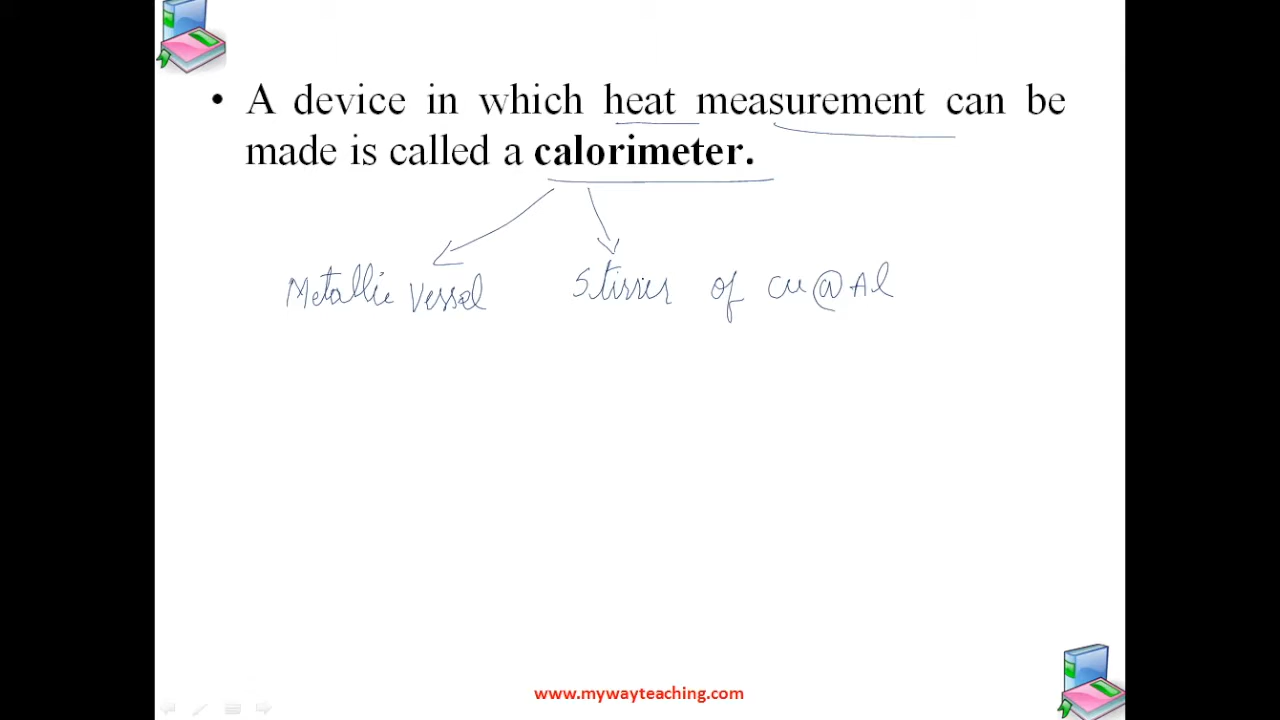 • A device in which heat measurement can be
made is called a calorimeter.
Metallic Vessel Stirrer of Cu @ Al
www.mywayteaching.com